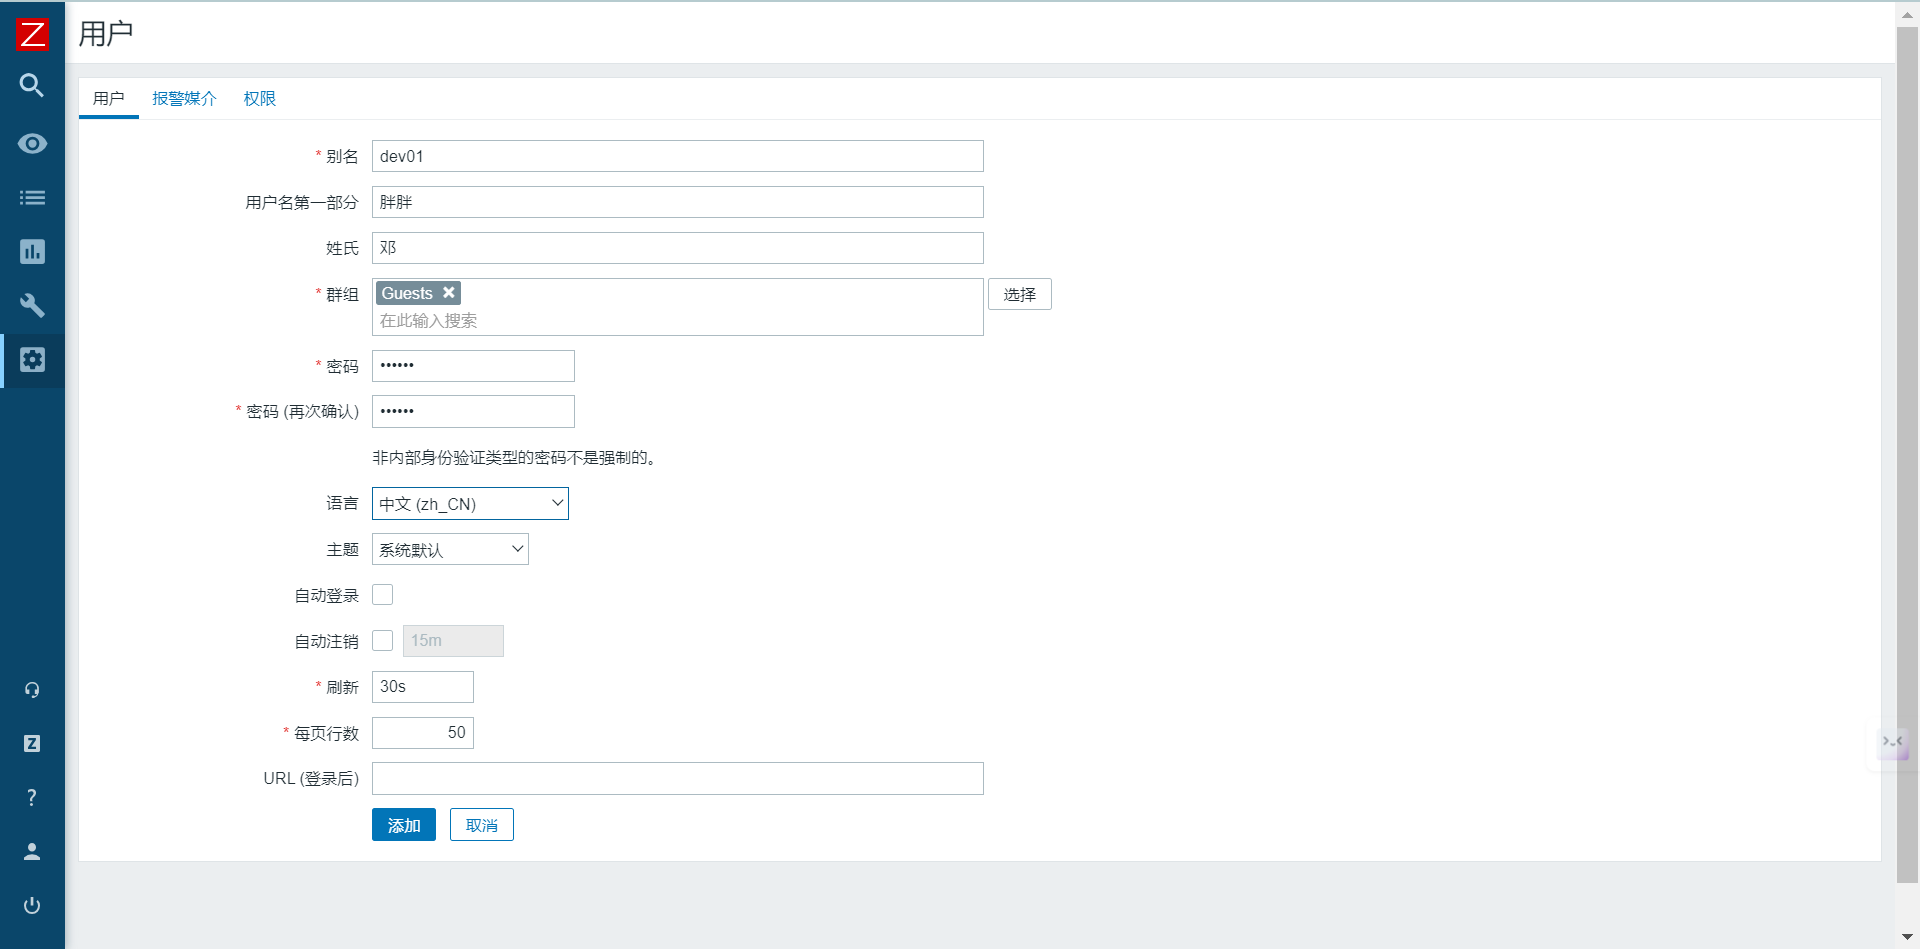 Z
用户
用户 报警媒介 权限
* 别名 dev01
用户名第一部分 胖胖
姓氏 邓
* 群组 Guests 选择
在此输入搜索
* 密码 ••••••
* 密码 (再次确认) ••••••
非内部身份验证类型的密码不是强制的。
语言 中文 (zh_CN)
主题 系统默认
自动登录
自动注销 15m
* 刷新 30s
Z
* 每页行数 50
URL (登录后)
?
添加 取消